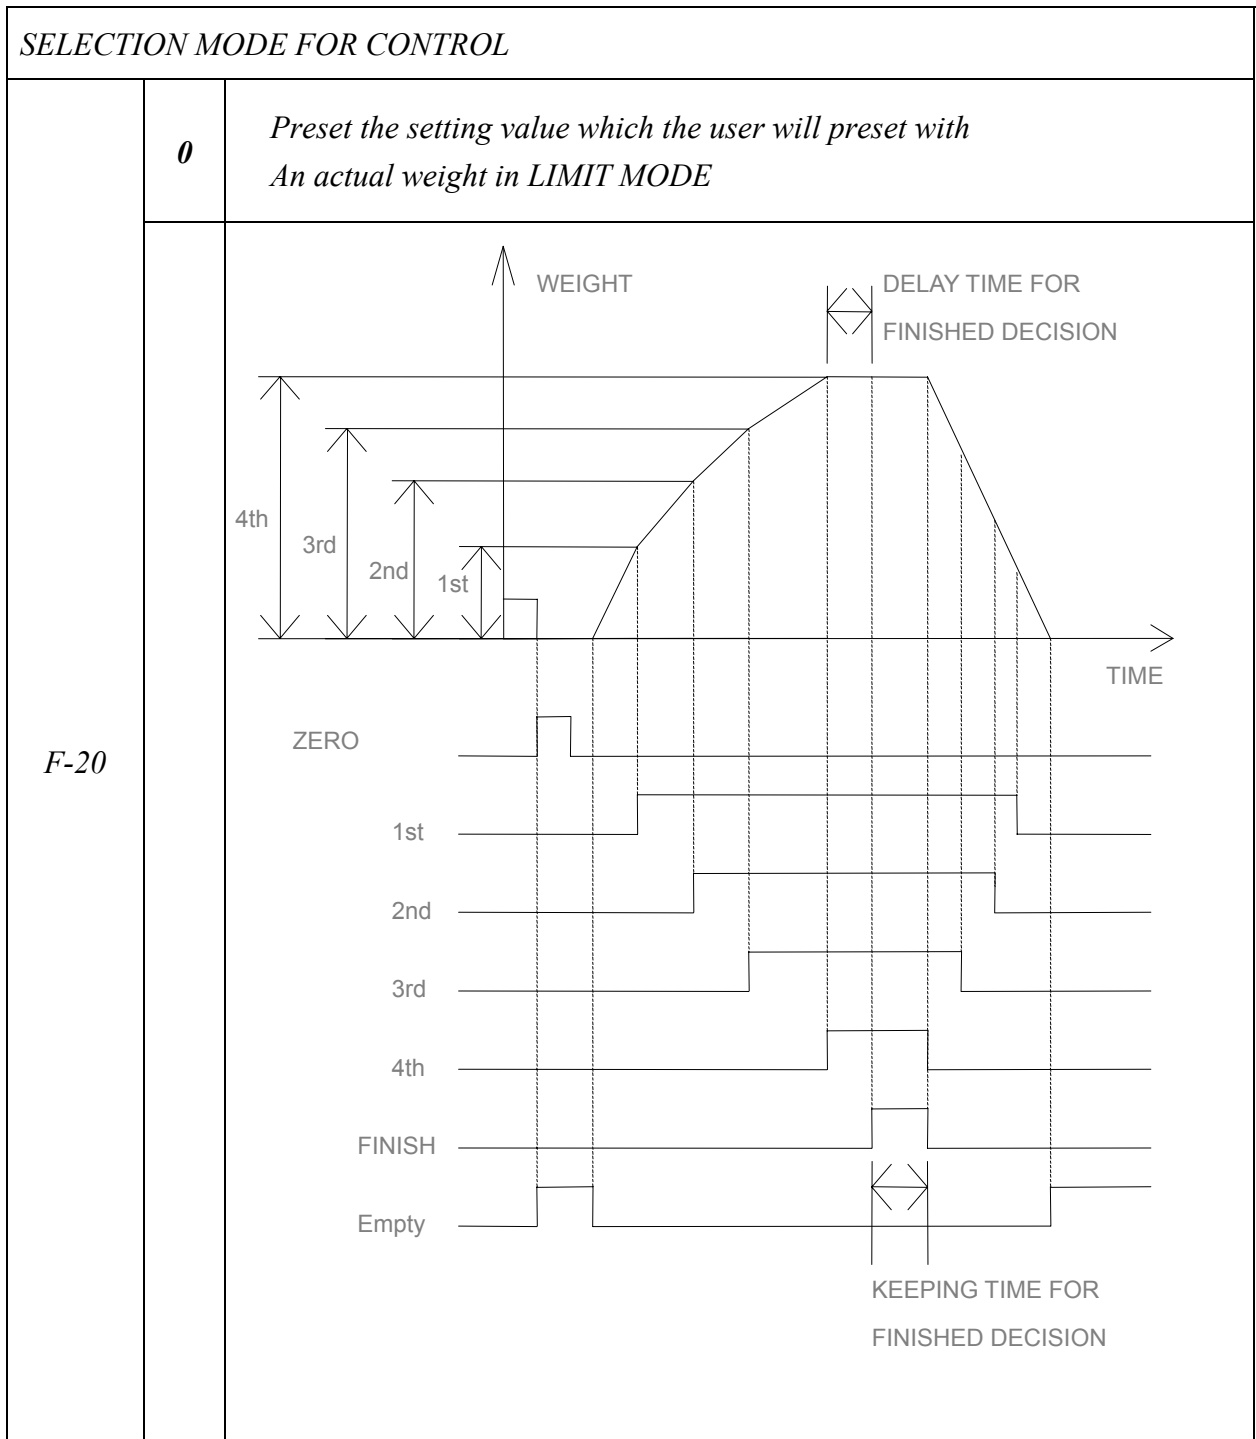 SELECTION MODE FOR CONTROL
0
Preset the setting value which the user will preset with
An actual weight in LIMIT MODE
F-20
WEIGHT
DELAY TIME FOR
FINISHED DECISION
4th
3rd
2nd
1st
TIME
ZERO
1st
2nd
3rd
4th
FINISH
Empty
KEEPING TIME FOR
FINISHED DECISION